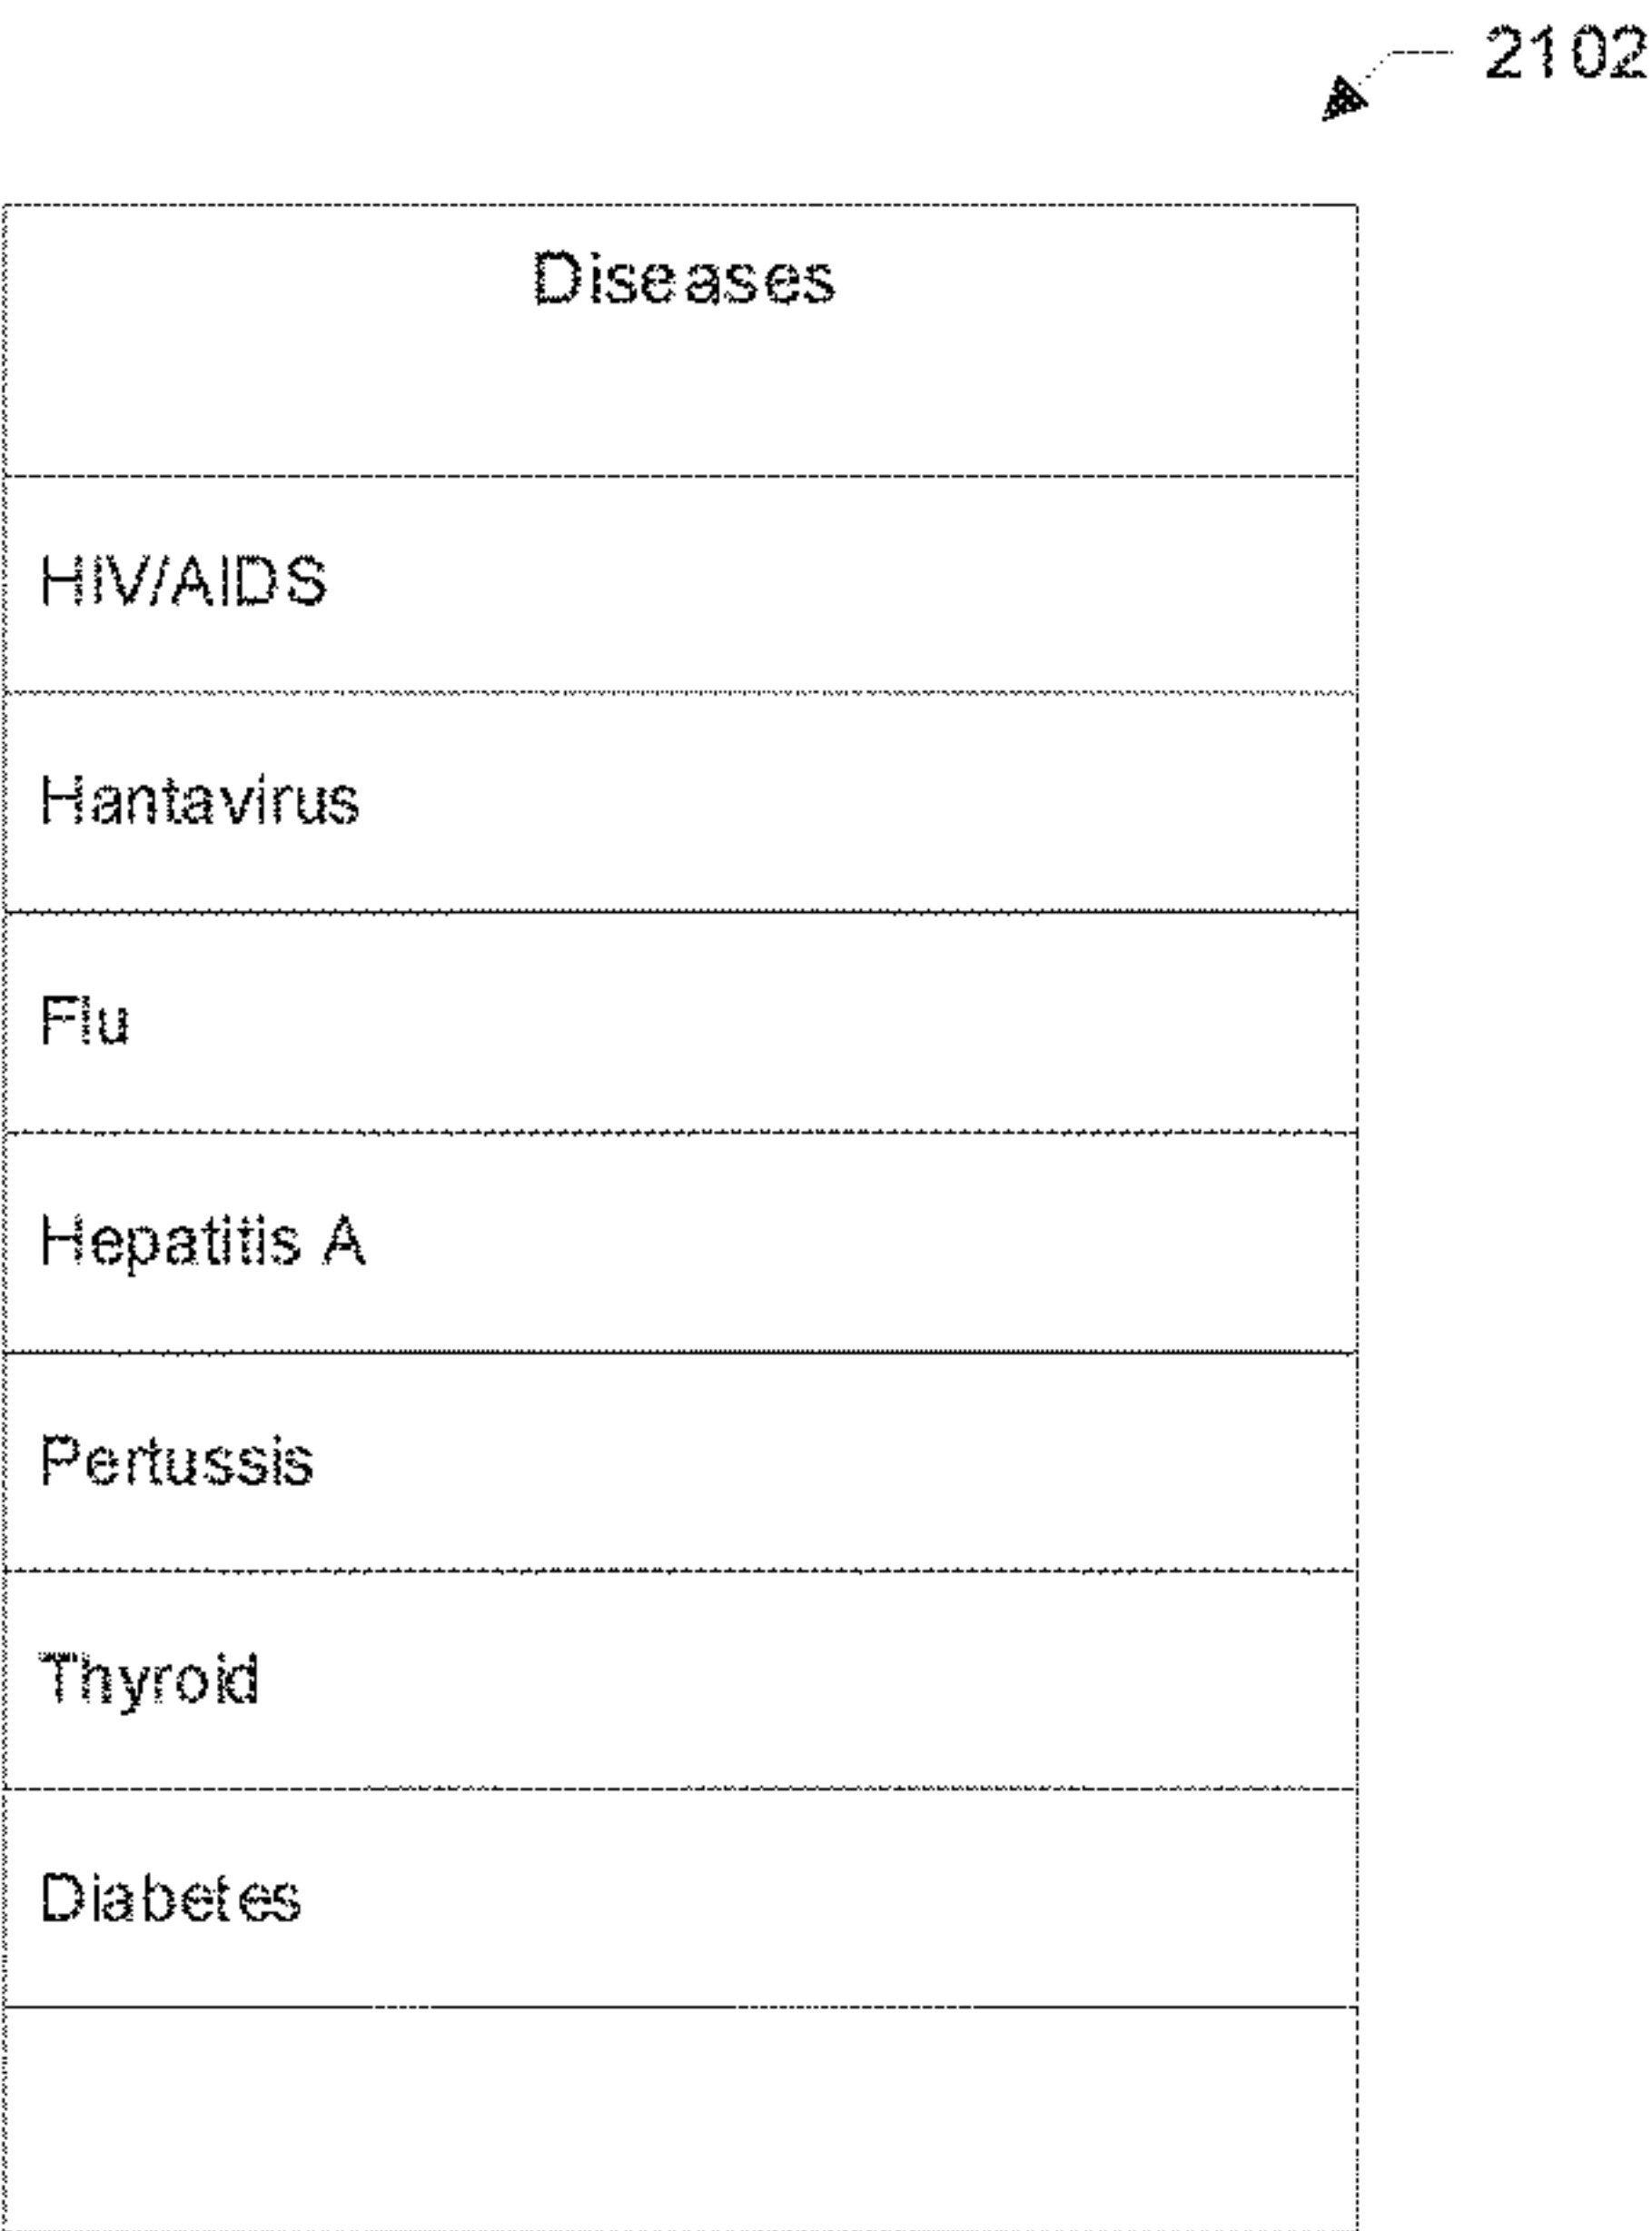 2102
Diseases
HIV/AIDS
Hantavirus
Flu
Hepatitis A
Pertussis
Thyroid
Diabetes